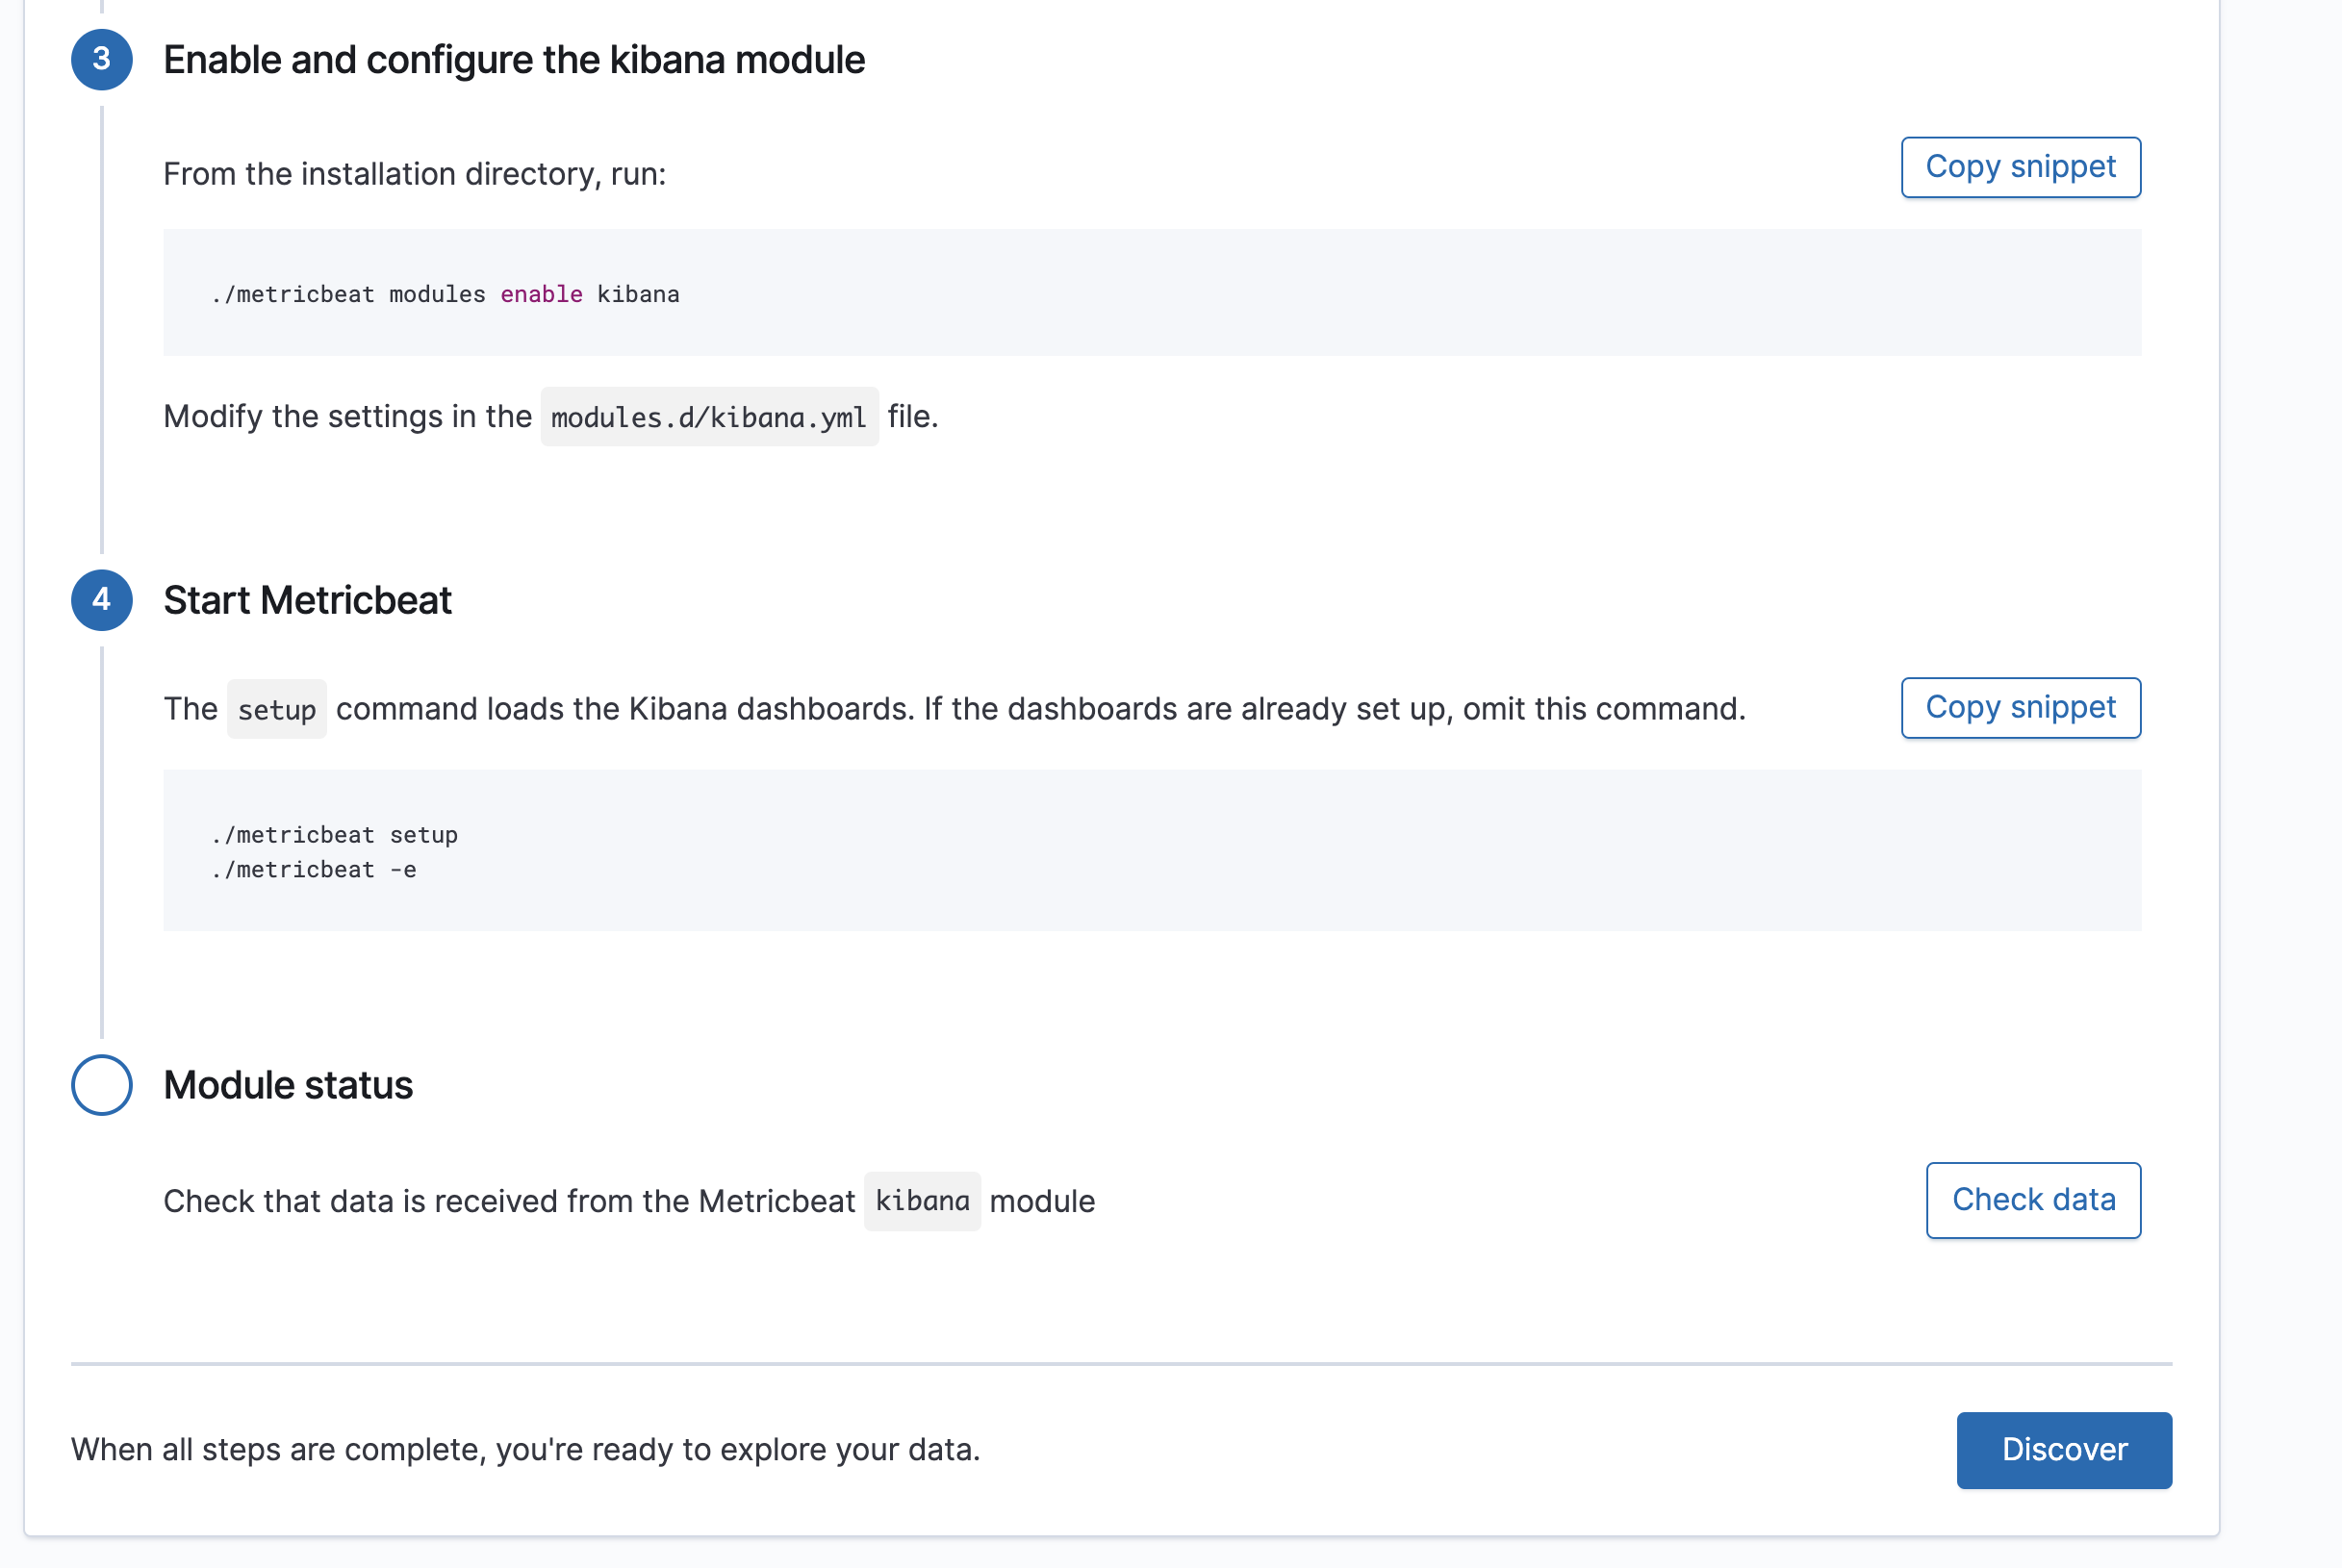 3 Enable and configure the kibana module
From the installation directory, run:
Copy snippet
./metricbeat modules enable kibana
Modify the settings in the modules.d/kibana.yml file.
4 Start Metricbeat
The setup command loads the Kibana dashboards. If the dashboards are already set up, omit this command.
Copy snippet
./metricbeat setup
./metricbeat -e
Module status
Check that data is received from the Metricbeat kibana module
Check data
When all steps are complete, you're ready to explore your data.
Discover